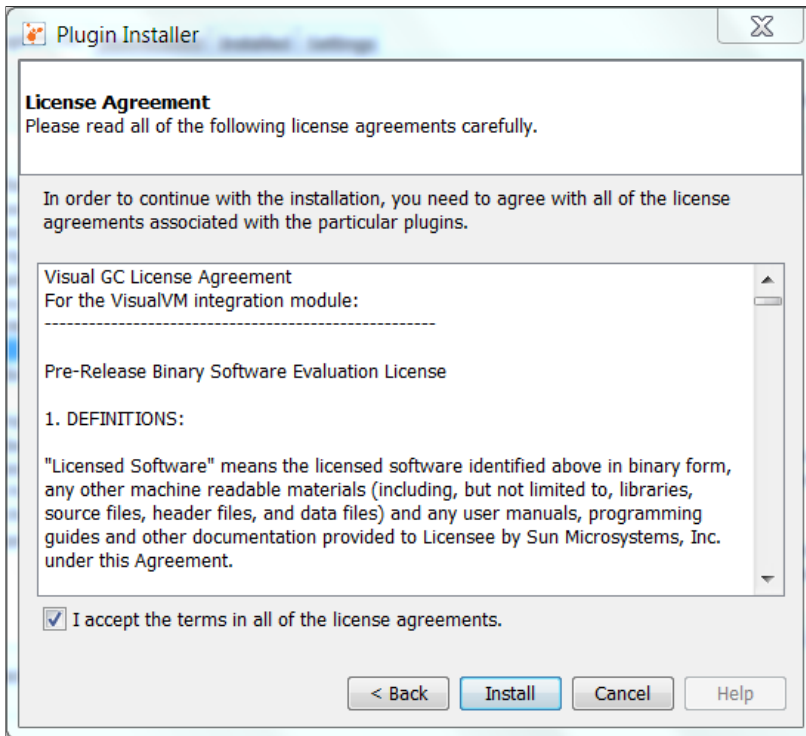 Plugin Installer
Installed Settings
License Agreement
Please read all of the following license agreements carefully.
In order to continue with the installation, you need to agree with all of the license
agreements associated with the particular plugins.
Visual GC License Agreement
For the VisualVM integration module:
-----------------------------------------------------
Pre-Release Binary Software Evaluation License
1. DEFINITIONS:
"Licensed Software" means the licensed software identified above in binary form,
any other machine readable materials (including, but not limited to, libraries,
source files, header files, and data files) and any user manuals, programming
guides and other documentation provided to Licensee by Sun Microsystems, Inc.
under this Agreement.
I accept the terms in all of the license agreements.
< Back Install Cancel Help